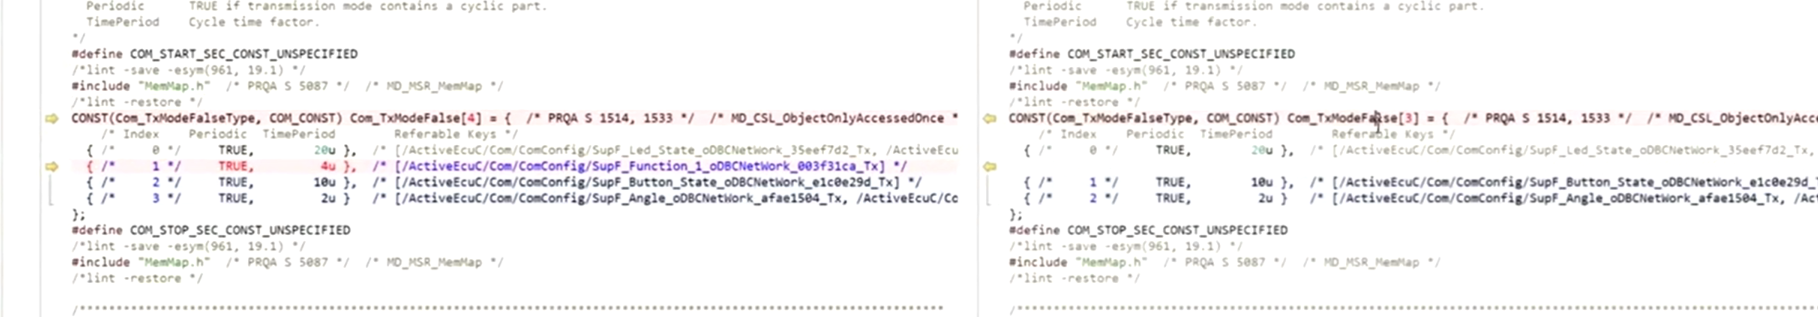 Periodic      TRUE if transmission mode contains a cyclic part.
TimePeriod    Cycle time factor.
*/
#define COM_START_SEC_CONST_UNSPECIFIED
/*lint -save -esym(961, 19.1) */
#include "MemMap.h"  /* PRQA S 5087 */  /* MD_MSR_MemMap */
/*lint -restore */
CONST(Com_TxModeFalseType, COM_CONST) Com_TxModeFalse[4] = {  /* PRQA S 1514, 1533 */  /* MD_CSL_ObjectOnlyAccessedOnce *
/* Index    Periodic  TimePeriod        Referable Keys */
{ /*     0 */     TRUE,        20u },  /* [/ActiveEcuC/Com/ComConfig/SupF_Led_State_oDBCNetWork_35eef7d2_Tx, /ActiveEcu
{ /*     1 */     TRUE,         4u },  /* [/ActiveEcuC/Com/ComConfig/SupF_Function_1_oDBCNetWork_003f31ca_Tx] */
{ /*     2 */     TRUE,        10u },  /* [/ActiveEcuC/Com/ComConfig/SupF_Button_State_oDBCNetWork_e1c0e29d_Tx] */
{ /*     3 */     TRUE,         2u }   /* [/ActiveEcuC/Com/ComConfig/SupF_Angle_oDBCNetWork_afae1504_Tx, /ActiveEcuC/Co
};
#define COM_STOP_SEC_CONST_UNSPECIFIED
/*lint -save -esym(961, 19.1) */
#include "MemMap.h"  /* PRQA S 5087 */  /* MD_MSR_MemMap */
/*lint -restore */
Periodic      TRUE if transmission mode contains a cyclic part.
TimePeriod    Cycle time factor.
*/
#define COM_START_SEC_CONST_UNSPECIFIED
/*lint -save -esym(961, 19.1) */
#include "MemMap.h"  /* PRQA S 5087 */  /* MD_MSR_MemMap */
/*lint -restore */
CONST(Com_TxModeFalseType, COM_CONST) Com_TxModeFalse[3] = {  /* PRQA S 1514, 1533 */  /* MD_CSL_ObjectOnlyAcce
/* Index    Periodic  TimePeriod        Referable Keys */
{ /*     0 */     TRUE,        20u },  /* [/ActiveEcuC/Com/ComConfig/SupF_Led_State_oDBCNetWork_35eef7d2_Tx,
{ /*     1 */     TRUE,        10u },  /* [/ActiveEcuC/Com/ComConfig/SupF_Button_State_oDBCNetWork_e1c0e29d_T
{ /*     2 */     TRUE,         2u }   /* [/ActiveEcuC/Com/ComConfig/SupF_Angle_oDBCNetWork_afae1504_Tx, /Act
};
#define COM_STOP_SEC_CONST_UNSPECIFIED
/*lint -save -esym(961, 19.1) */
#include "MemMap.h"  /* PRQA S 5087 */  /* MD_MSR_MemMap */
/*lint -restore */